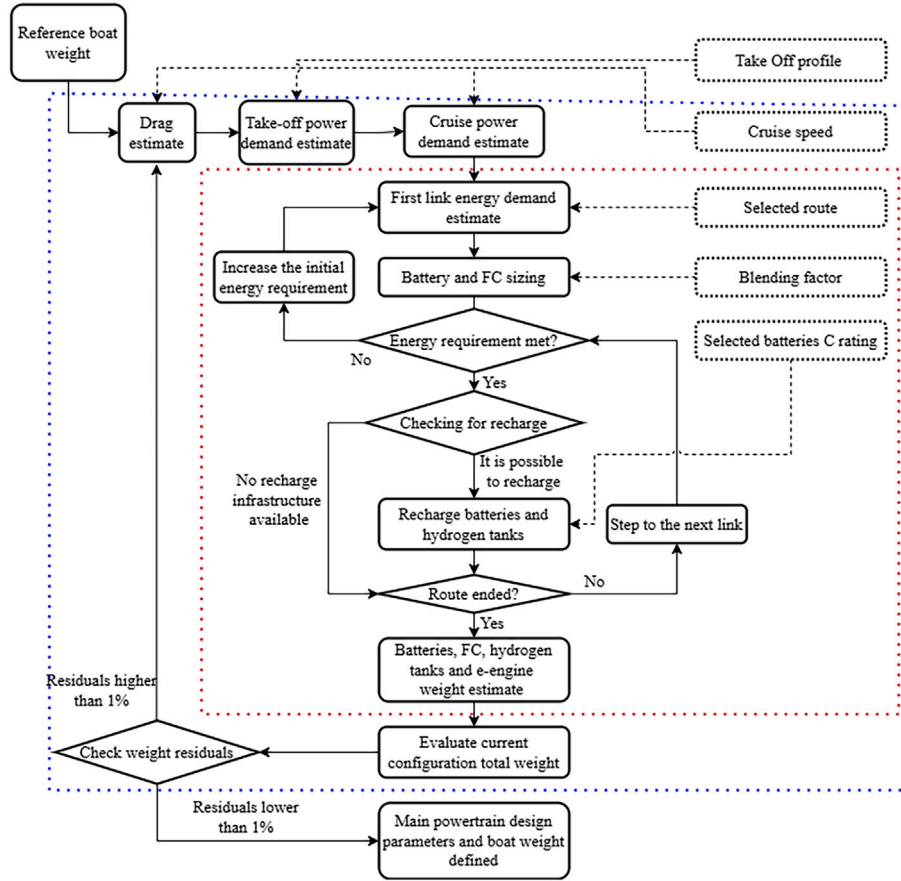 Reference boat
weight
Take Off profile
Drag
estimate
Take-off power
demand estimate
Cruise power
demand estimate
Cruise speed
First link energy demand
estimate
Selected route
Increase the initial
energy requirement
Battery and FC sizing
Blending factor
Energy requirement met?
Selected batteries C rating
No
Yes
Checking for recharge
It is possible
to recharge
No recharge
infrastructure
available
Recharge batteries and
hydrogen tanks
Step to the next link
Route ended?
No
Yes
Batteries, FC, hydrogen
tanks and e-engine
weight estimate
Residuals higher
than 1%
Check weight residuals
Evaluate current
configuration total weight
Residuals lower
than 1%
Main powertrain design
parameters and boat weight
defined